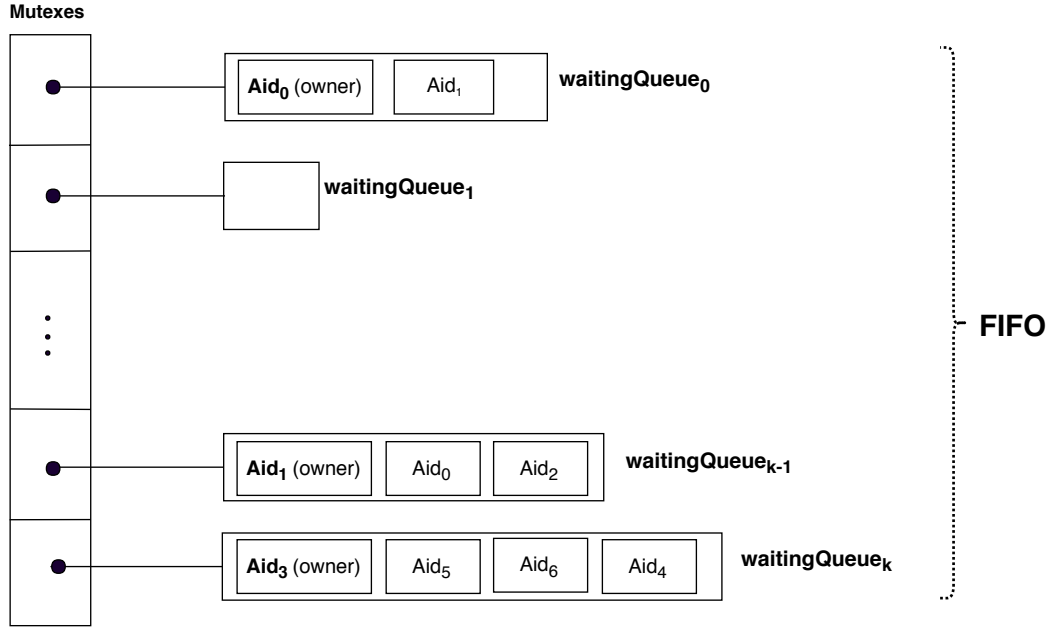 Mutexes
Aid₀ (owner) Aid₁ waitingQueue₀
waitingQueue₁
FIFO
Aid₁ (owner) Aid₀ Aid₂ waitingQueueₖ₋₁
Aid₃ (owner) Aid₅ Aid₆ Aid₄ waitingQueueₖ